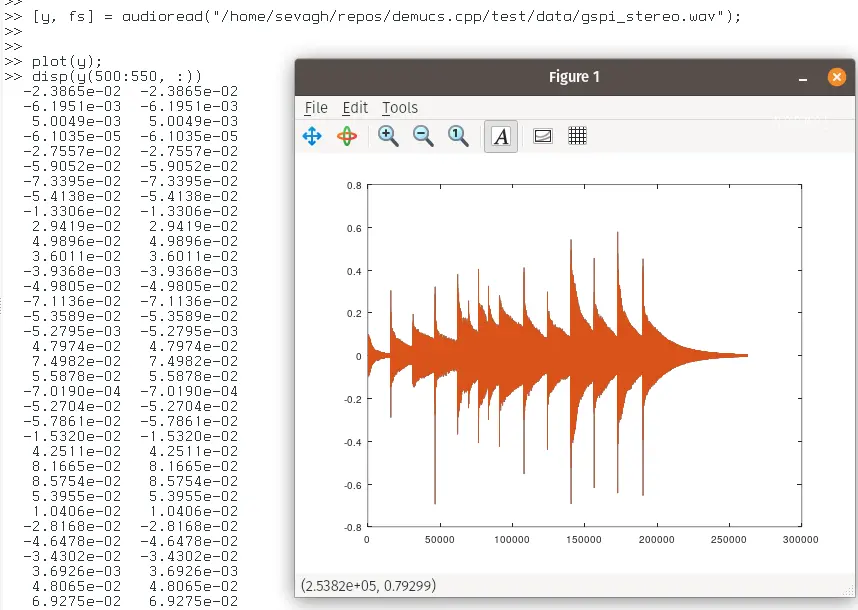 >>
>> [y, fs] = audioread("/home/sevagh/repos/demucs.cpp/test/data/gspi_stereo.wav");
>>
>>
>> plot(y);
>> disp(y(500:550, :))
-2.3865e-02 -2.3865e-02
-6.1951e-03 -6.1951e-03
5.0049e-03 5.0049e-03
-6.1035e-05 -6.1035e-05
-2.7557e-02 -2.7557e-02
-5.9052e-02 -5.9052e-02
-7.3395e-02 -7.3395e-02
-5.4138e-02 -5.4138e-02
-1.3306e-02 -1.3306e-02
2.9419e-02 2.9419e-02
4.9896e-02 4.9896e-02
3.6011e-02 3.6011e-02
-3.9368e-03 -3.9368e-03
-4.9805e-02 -4.9805e-02
-7.1136e-02 -7.1136e-02
-5.3589e-02 -5.3589e-02
-5.2795e-03 -5.2795e-03
4.7974e-02 4.7974e-02
7.4982e-02 7.4982e-02
5.5878e-02 5.5878e-02
-7.0190e-04 -7.0190e-04
-5.2704e-02 -5.2704e-02
-5.7861e-02 -5.7861e-02
-1.5320e-02 -1.5320e-02
4.2511e-02 4.2511e-02
8.1665e-02 8.1665e-02
8.5754e-02 8.5754e-02
5.3955e-02 5.3955e-02
1.0406e-02 1.0406e-02
-2.8168e-02 -2.8168e-02
-4.6478e-02 -4.6478e-02
-3.4302e-02 -3.4302e-02
3.6926e-03 3.6926e-03
4.8065e-02 4.8065e-02
6.9275e-02 6.9275e-02
Figure 1
File Edit Tools
1 A
0.8
0.6
0.4
0.2
0
-0.2
-0.4
-0.6
-0.8
0 50000 100000 150000 200000 250000 300000
(2.5382e+05, 0.79299)